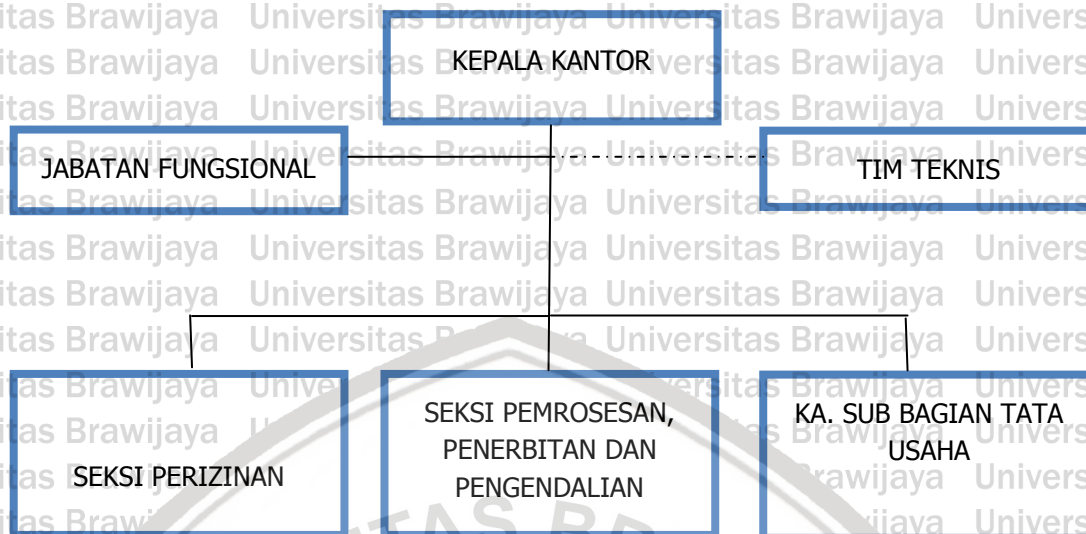 KEPALA KANTOR
JABATAN FUNGSIONAL
TIM TEKNIS
SEKSI PERIZINAN
SEKSI PEMROSESAN,
PENERBITAN DAN
PENGENDALIAN
KA. SUB BAGIAN TATA
USAHA